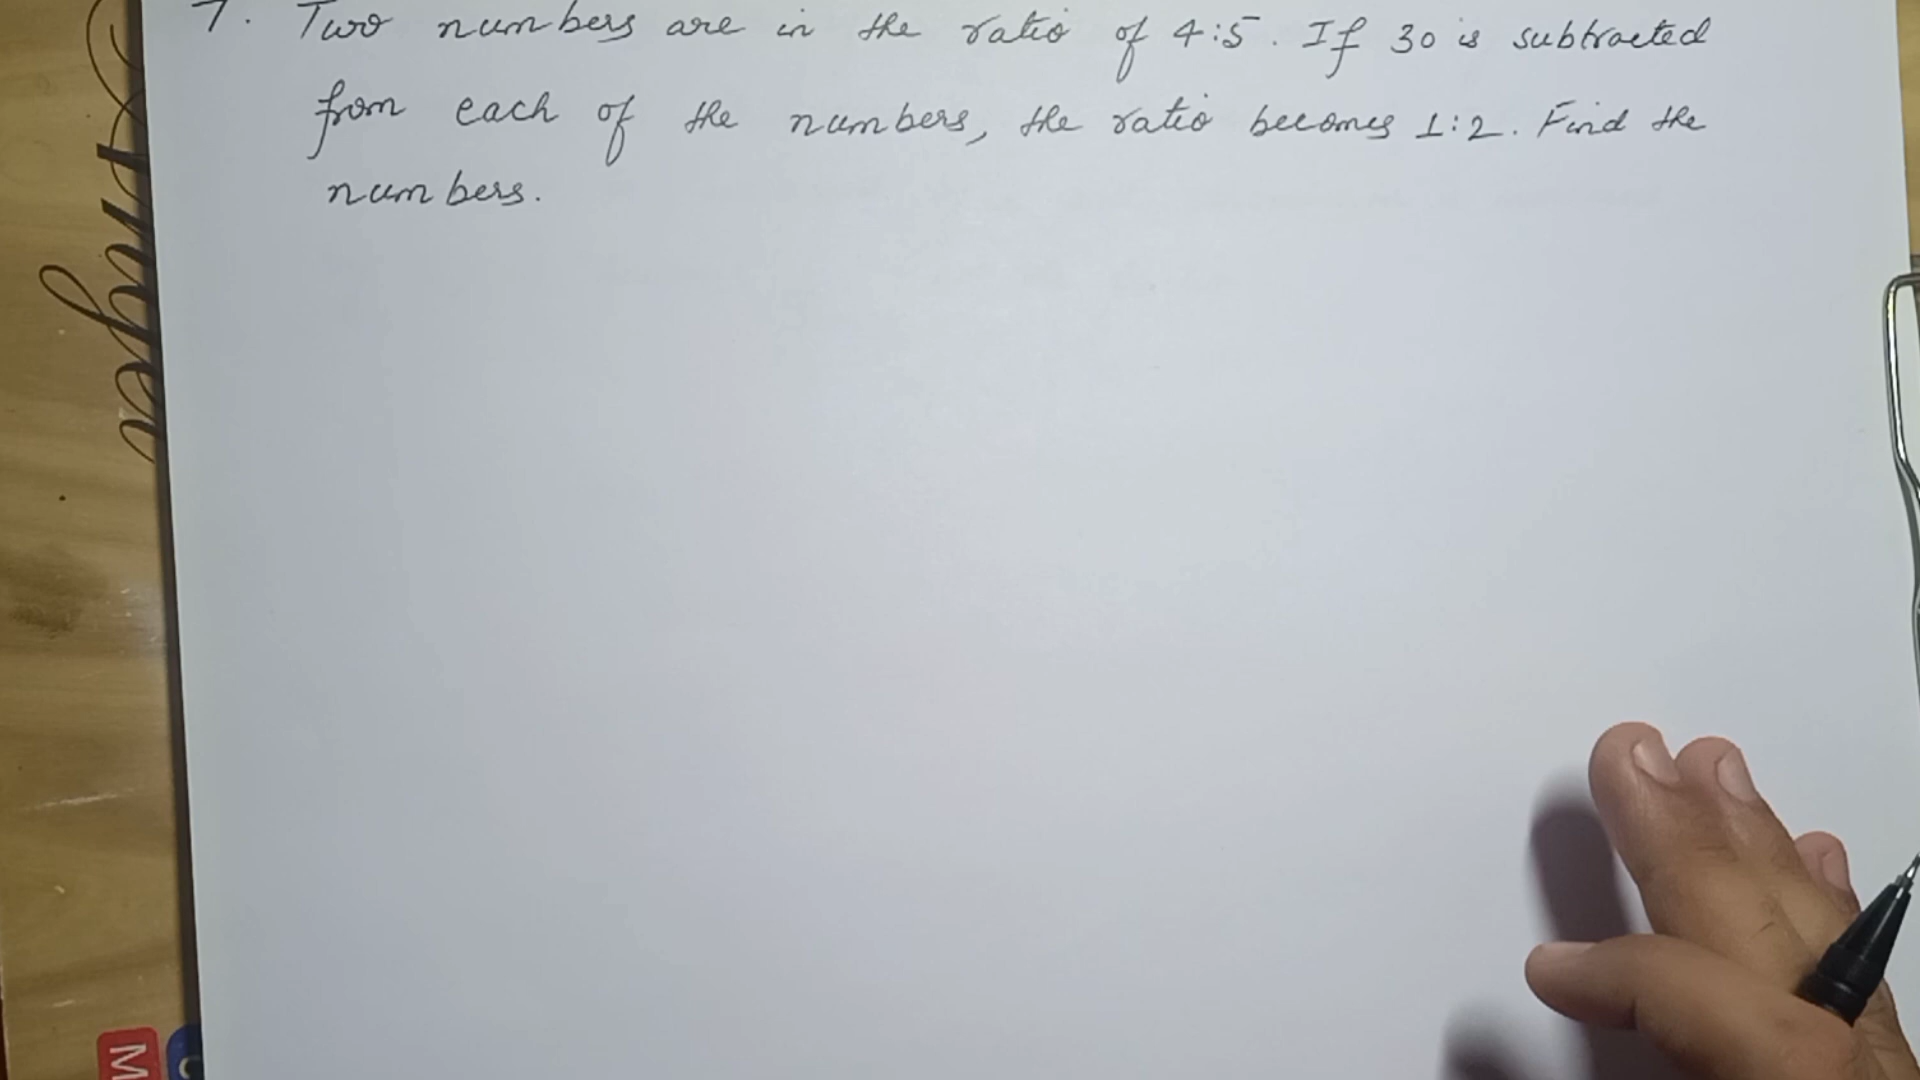 7. Two numbers are in the ratio of 4:5. If 30 is subtracted
from each of the numbers, the ratio becomes 1:2. Find the
numbers.
M